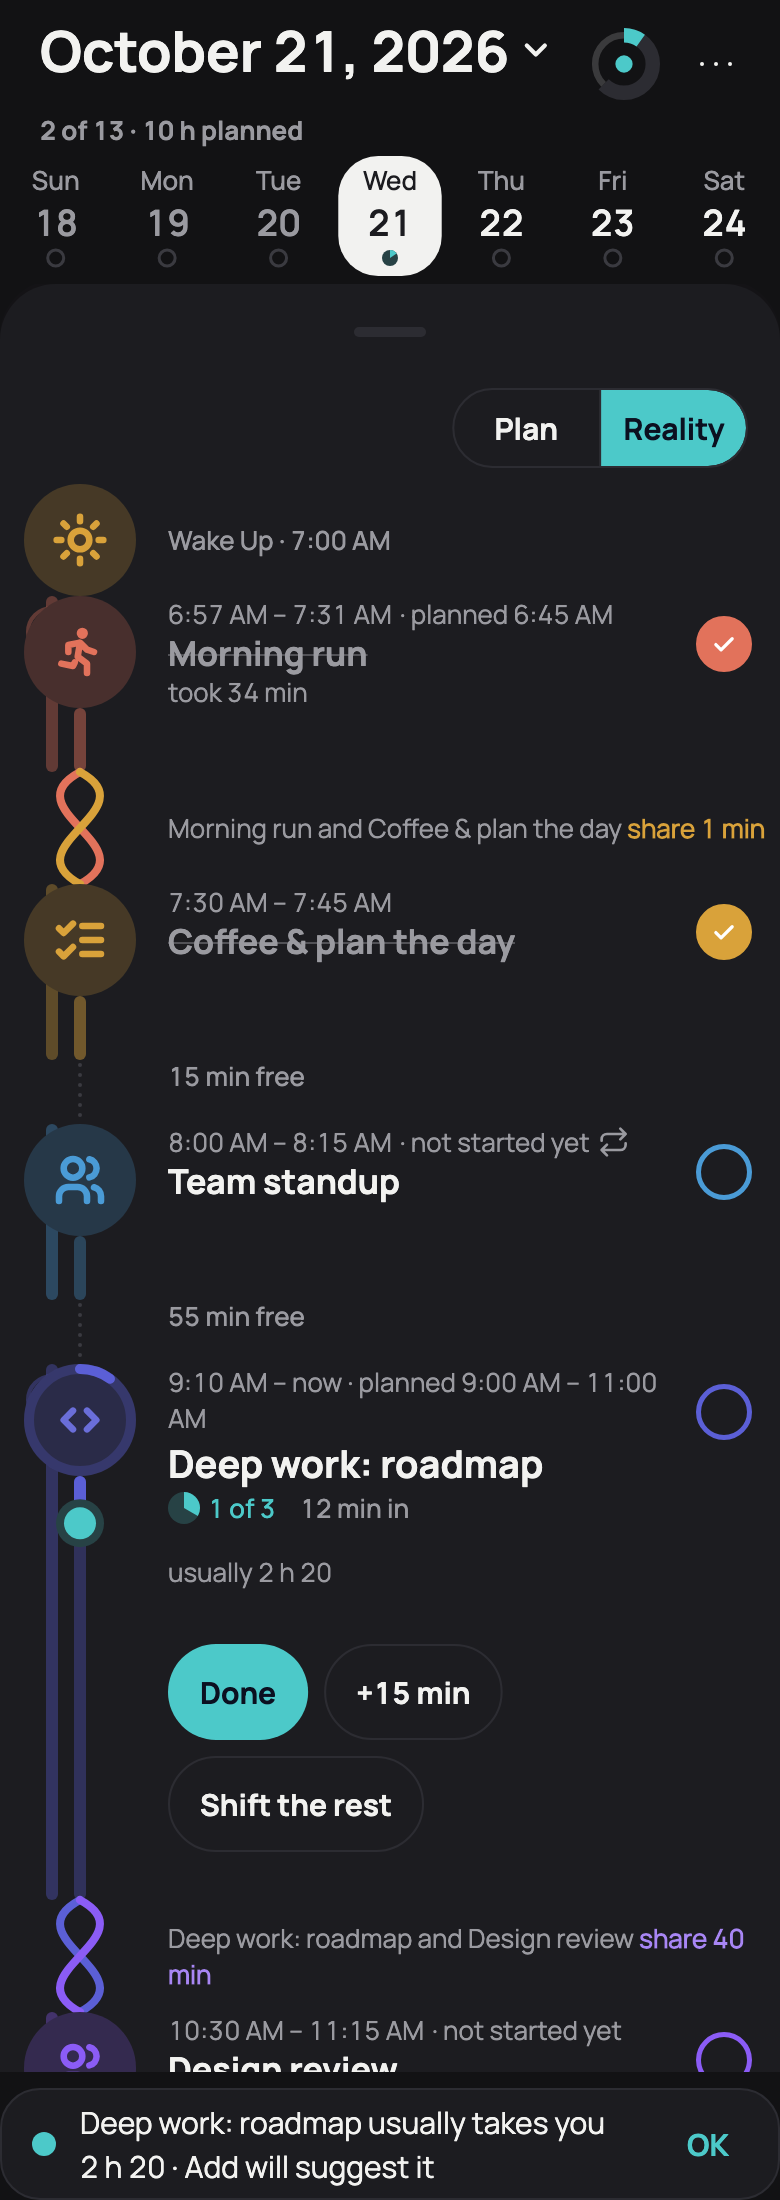 October 21, 2026
...
2 of 13 · 10 h planned
Sun Mon Tue Wed Thu Fri Sat
18 19 20 21 22 23 24
Plan Reality
Wake Up · 7:00 AM
6:57 AM – 7:31 AM · planned 6:45 AM
Morning run
took 34 min
Morning run and Coffee & plan the day share 1 min
7:30 AM – 7:45 AM
Coffee & plan the day
15 min free
8:00 AM – 8:15 AM · not started yet
Team standup
55 min free
9:10 AM – now · planned 9:00 AM – 11:00
AM
Deep work: roadmap
1 of 3 12 min in
usually 2 h 20
Done +15 min
Shift the rest
Deep work: roadmap and Design review share 40
min
10:30 AM – 11:15 AM · not started yet
Design review
Deep work: roadmap usually takes you
2 h 20 · Add will suggest it
OK